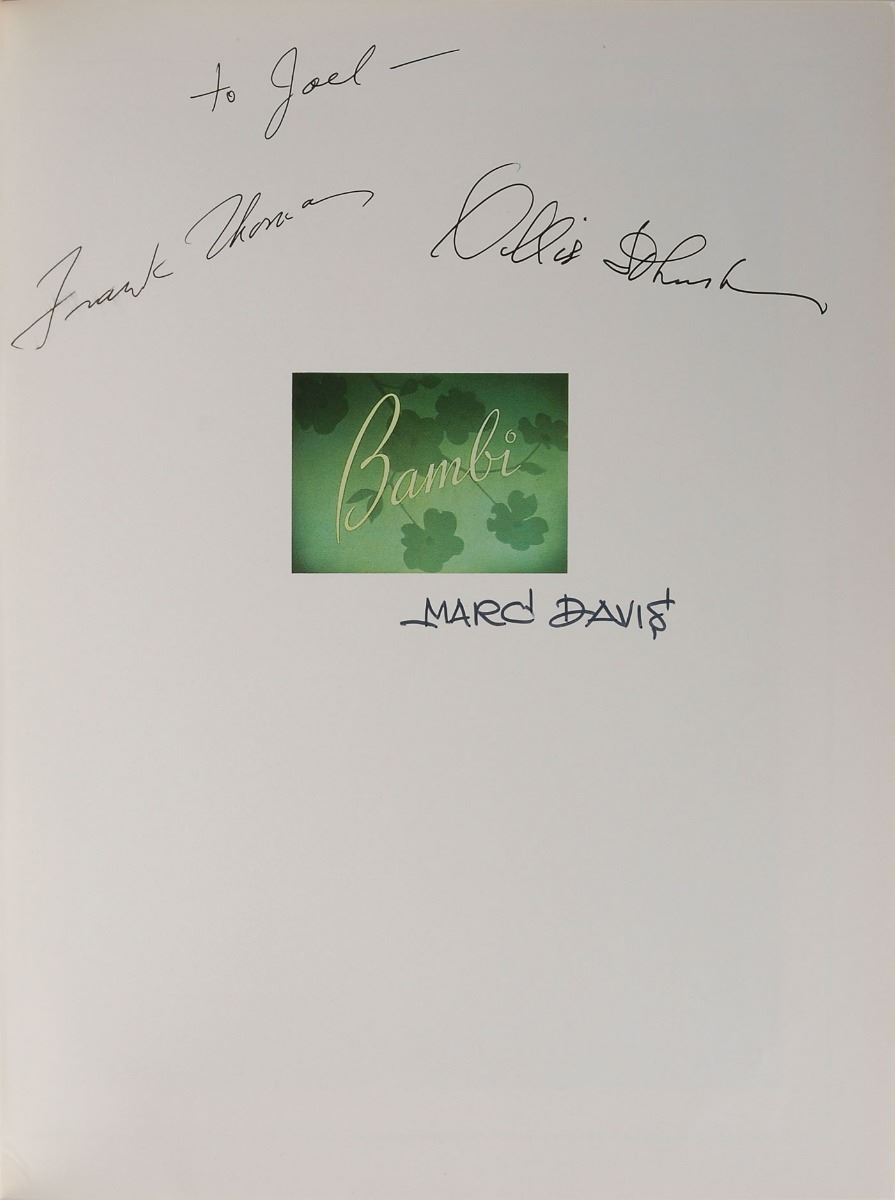 to Joel —
Frank Thomas
Ollie Johnston
Bambi
MARC DAVIS